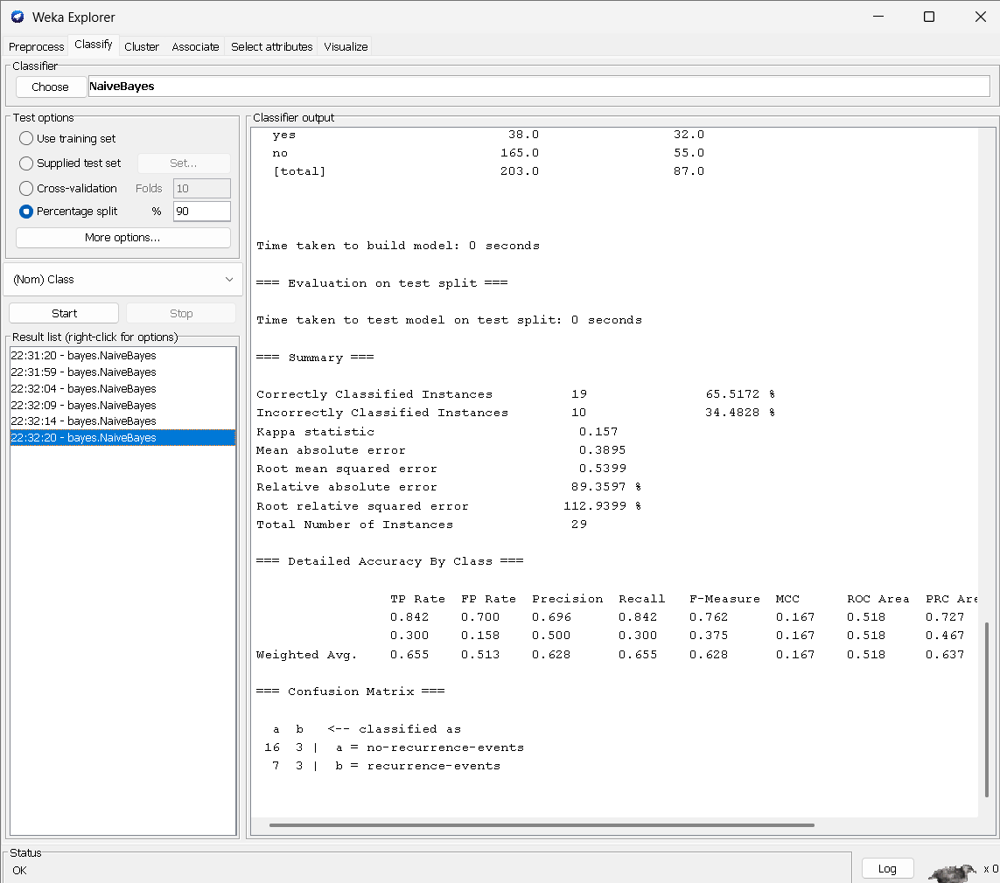 Weka Explorer
Preprocess Classify Cluster Associate Select attributes Visualize
Classifier
Choose NaiveBayes
Test options
Use training set
Supplied test set Set...
Cross-validation Folds 10
Percentage split % 90
More options...
(Nom) Class
Start Stop
Result list (right-click for options)
22:31:20 - bayes.NaiveBayes
22:31:59 - bayes.NaiveBayes
22:32:04 - bayes.NaiveBayes
22:32:09 - bayes.NaiveBayes
22:32:14 - bayes.NaiveBayes
22:32:20 - bayes.NaiveBayes
Classifier output
yes 38.0 32.0
no 165.0 55.0
[total] 203.0 87.0
Time taken to build model: 0 seconds
=== Evaluation on test split ===
Time taken to test model on test split: 0 seconds
=== Summary ===
Correctly Classified Instances 19 65.5172 %
Incorrectly Classified Instances 10 34.4828 %
Kappa statistic 0.157
Mean absolute error 0.3895
Root mean squared error 0.5399
Relative absolute error 89.3597 %
Root relative squared error 112.9399 %
Total Number of Instances 29
=== Detailed Accuracy By Class ===
TP Rate FP Rate Precision Recall F-Measure MCC ROC Area PRC Are
0.842 0.700 0.696 0.842 0.762 0.167 0.518 0.727
0.300 0.158 0.500 0.300 0.375 0.167 0.518 0.467
Weighted Avg. 0.655 0.513 0.628 0.655 0.628 0.167 0.518 0.637
=== Confusion Matrix ===
a b <-- classified as
16 3 | a = no-recurrence-events
7 3 | b = recurrence-events
Status
OK
Log
x 0